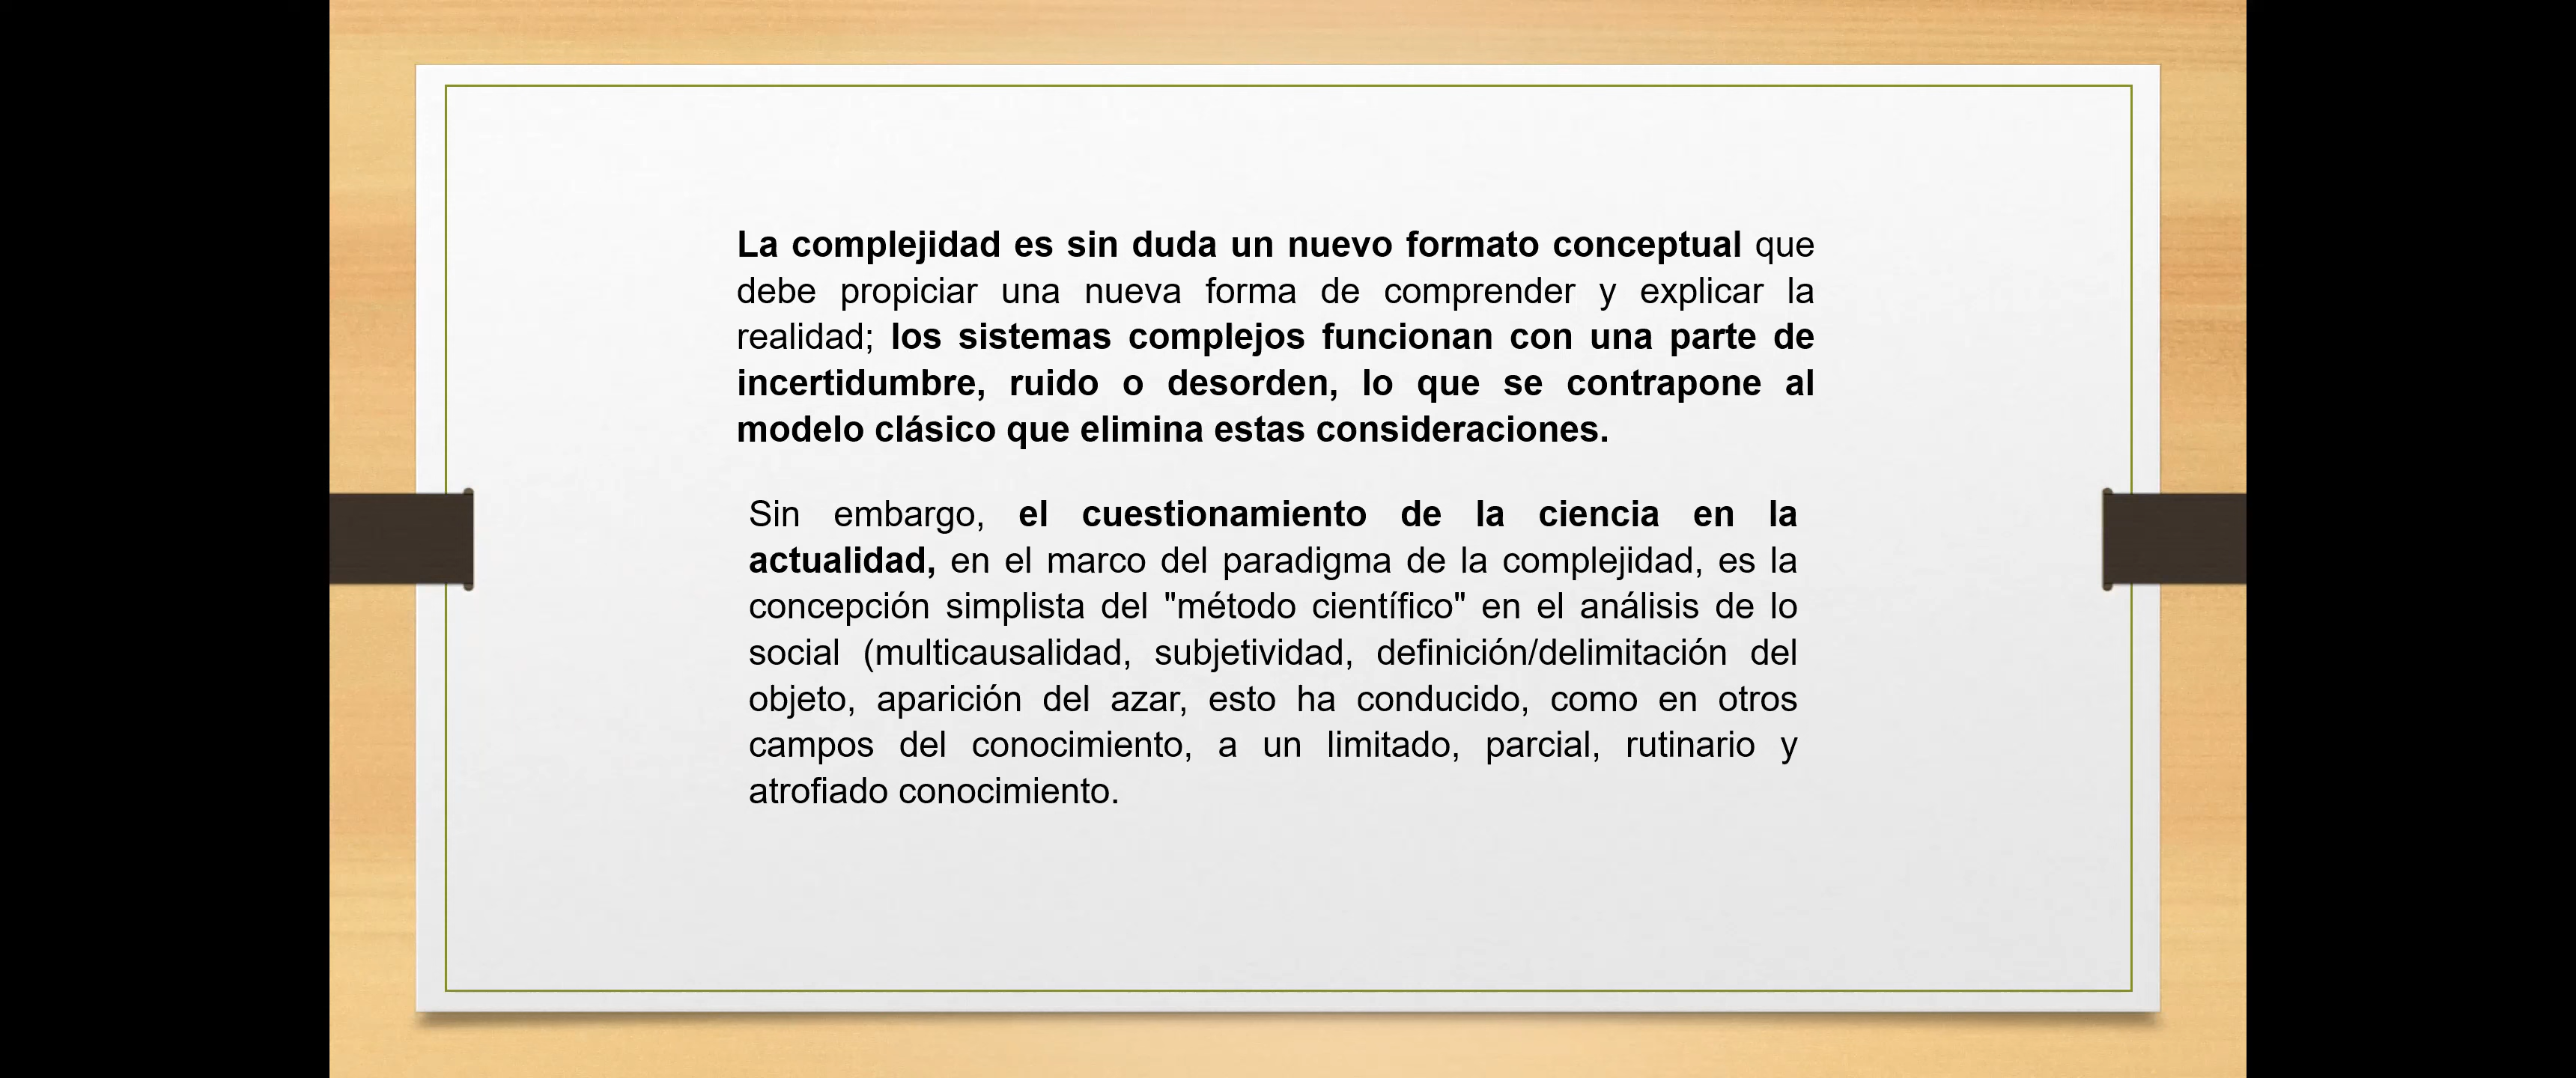 La complejidad es sin duda un nuevo formato conceptual que
debe propiciar una nueva forma de comprender y explicar la
realidad; los sistemas complejos funcionan con una parte de
incertidumbre, ruido o desorden, lo que se contrapone al
modelo clásico que elimina estas consideraciones.
Sin embargo, el cuestionamiento de la ciencia en la
actualidad, en el marco del paradigma de la complejidad, es la
concepción simplista del "método científico" en el análisis de lo
social (multicausalidad, subjetividad, definición/delimitación del
objeto, aparición del azar, esto ha conducido, como en otros
campos del conocimiento, a un limitado, parcial, rutinario y
atrofiado conocimiento.